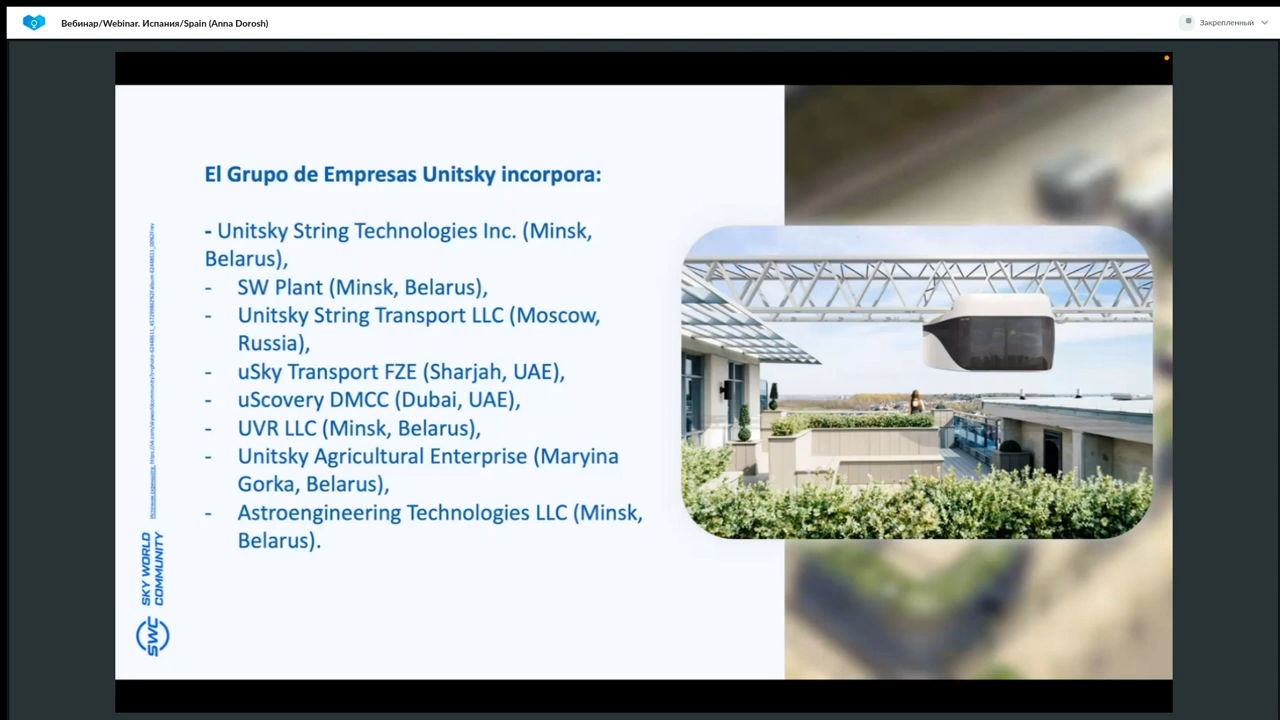 Вебинар/Webinar. Испания/Spain (Anna Dorosh)
Закрепленный
El Grupo de Empresas Unitsky incorpora:
- Unitsky String Technologies Inc. (Minsk,
Belarus),
- SW Plant (Minsk, Belarus),
- Unitsky String Transport LLC (Moscow,
Russia),
- uSky Transport FZE (Sharjah, UAE),
- uScovery DMCC (Dubai, UAE),
- UVR LLC (Minsk, Belarus),
- Unitsky Agricultural Enterprise (Maryina
Gorka, Belarus),
- Astroengineering Technologies LLC (Minsk,
Belarus).
SKY WORLD
COMMUNITY
SWC